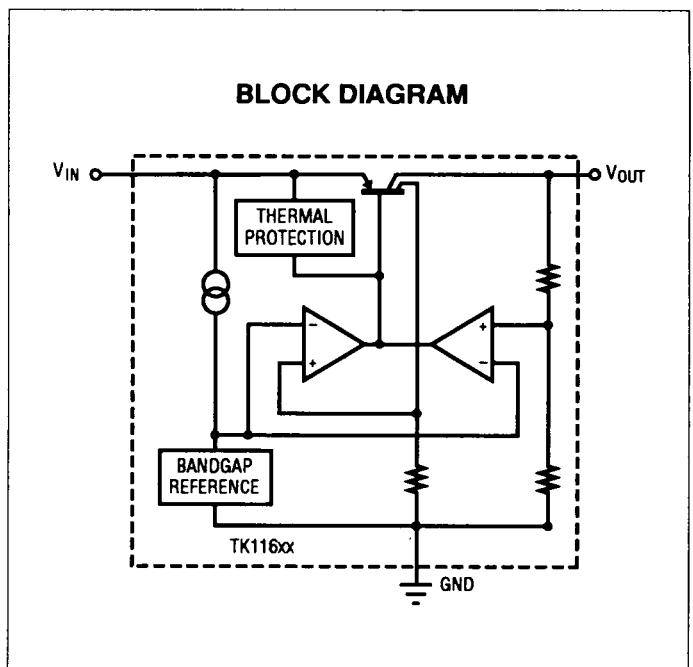 BLOCK DIAGRAM
VIN
VOUT
THERMAL
PROTECTION
−
+
+
−
BANDGAP
REFERENCE
TK116xx
GND